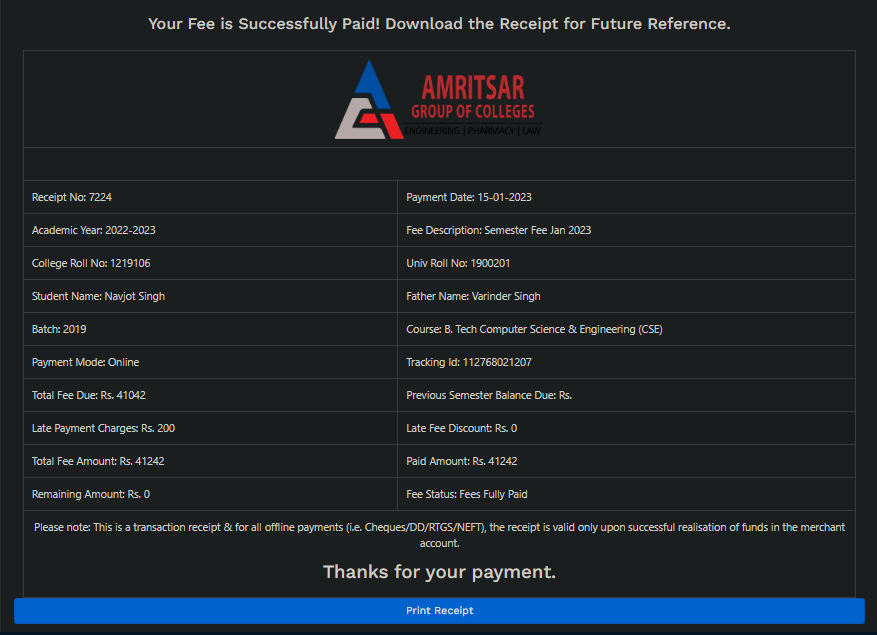 Your Fee is Successfully Paid! Download the Receipt for Future Reference.
AMRITSAR
GROUP OF COLLEGES
ENGINEERING | PHARMACY | LAW
Receipt No: 7224
Payment Date: 15-01-2023
Academic Year: 2022-2023
Fee Description: Semester Fee Jan 2023
College Roll No: 1219106
Univ Roll No: 1900201
Student Name: Navjot Singh
Father Name: Varinder Singh
Batch: 2019
Course: B. Tech Computer Science & Engineering (CSE)
Payment Mode: Online
Tracking Id: 112768021207
Total Fee Due: Rs. 41042
Previous Semester Balance Due: Rs.
Late Payment Charges: Rs. 200
Late Fee Discount: Rs. 0
Total Fee Amount: Rs. 41242
Paid Amount: Rs. 41242
Remaining Amount: Rs. 0
Fee Status: Fees Fully Paid
Please note: This is a transaction receipt & for all offline payments (i.e. Cheques/DD/RTGS/NEFT), the receipt is valid only upon successful realisation of funds in the merchant
account.
Thanks for your payment.
Print Receipt